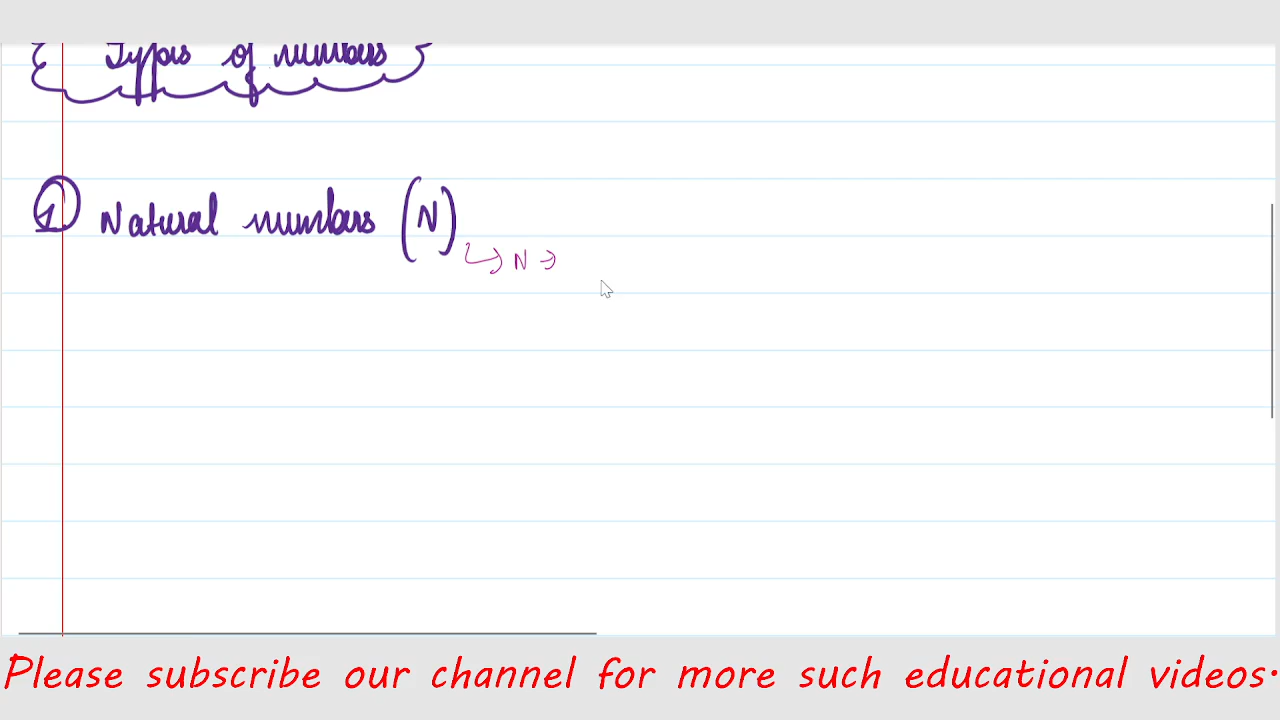 Types of numbers
1 Natural numbers (N)
↳ N →
Please subscribe our channel for more such educational videos.